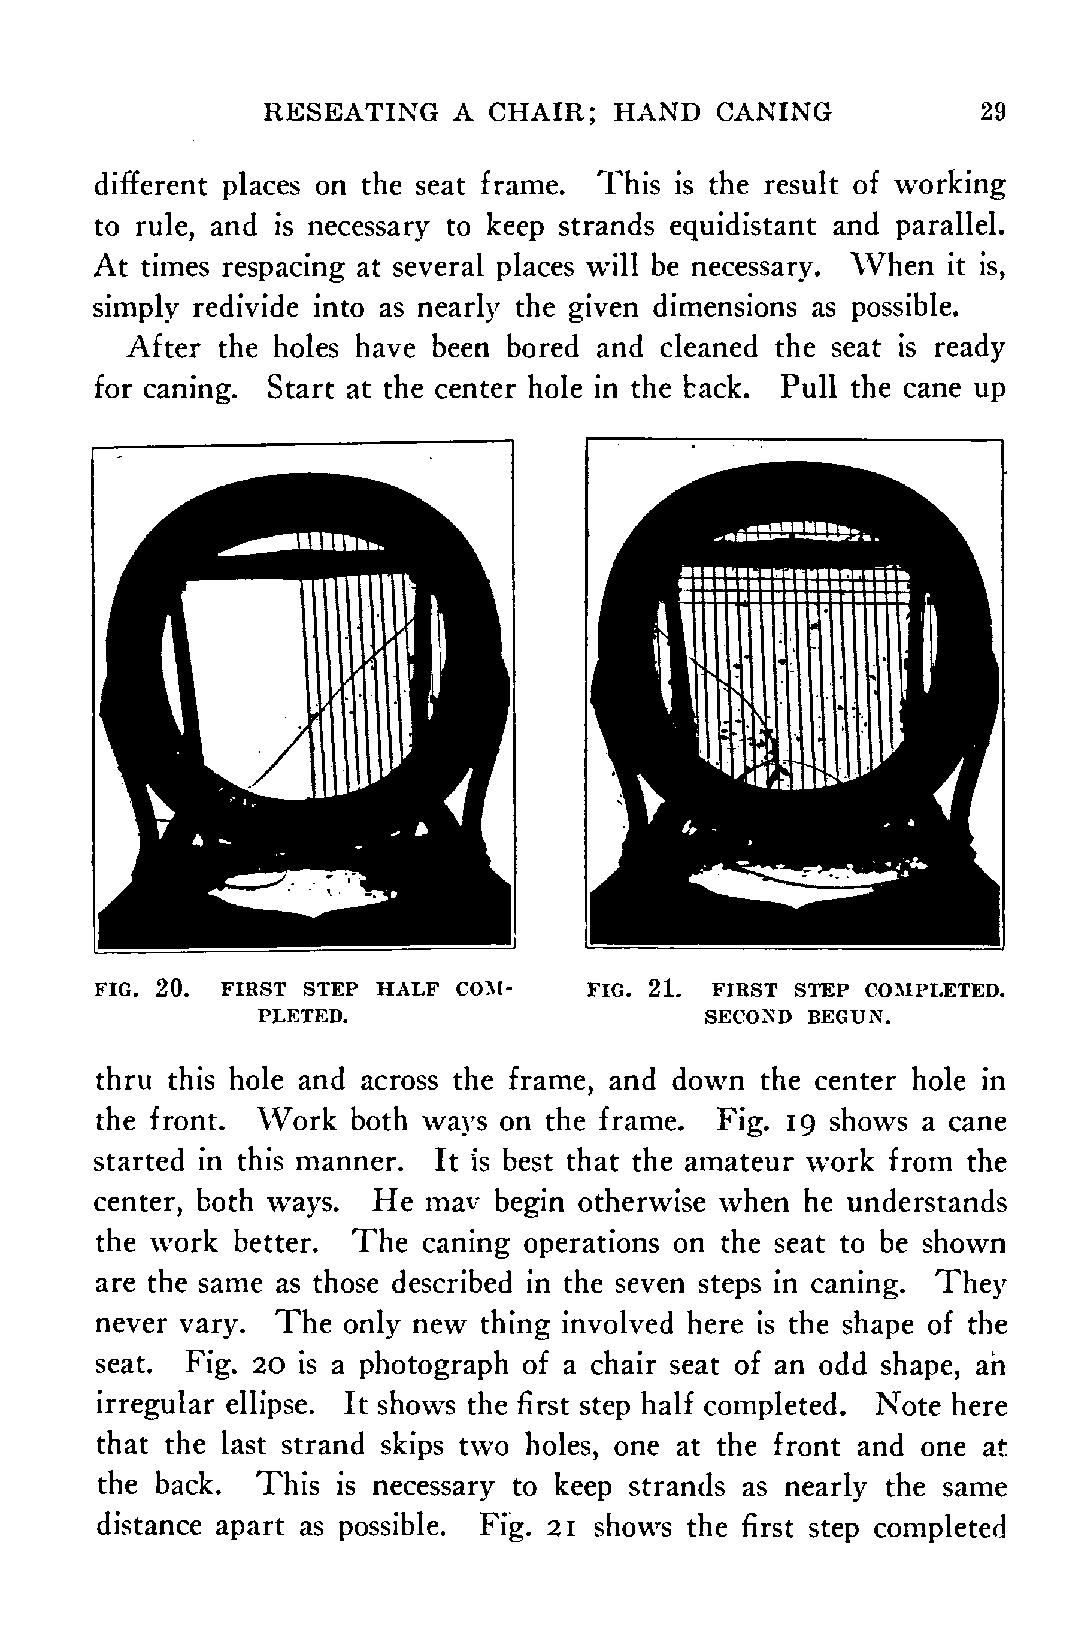 RESEATING A CHAIR; HAND CANING 29
different places on the seat frame. This is the result of working
to rule, and is necessary to keep strands equidistant and parallel.
At times respacing at several places will be necessary. When it is,
simply redivide into as nearly the given dimensions as possible.
After the holes have been bored and cleaned the seat is ready
for caning. Start at the center hole in the back. Pull the cane up
FIG. 20. FIRST STEP HALF COM-
PLETED.
FIG. 21. FIRST STEP COMPLETED.
SECOND BEGUN.
thru this hole and across the frame, and down the center hole in
the front. Work both ways on the frame. Fig. 19 shows a cane
started in this manner. It is best that the amateur work from the
center, both ways. He may begin otherwise when he understands
the work better. The caning operations on the seat to be shown
are the same as those described in the seven steps in caning. They
never vary. The only new thing involved here is the shape of the
seat. Fig. 20 is a photograph of a chair seat of an odd shape, an
irregular ellipse. It shows the first step half completed. Note here
that the last strand skips two holes, one at the front and one at
the back. This is necessary to keep strands as nearly the same
distance apart as possible. Fig. 21 shows the first step completed